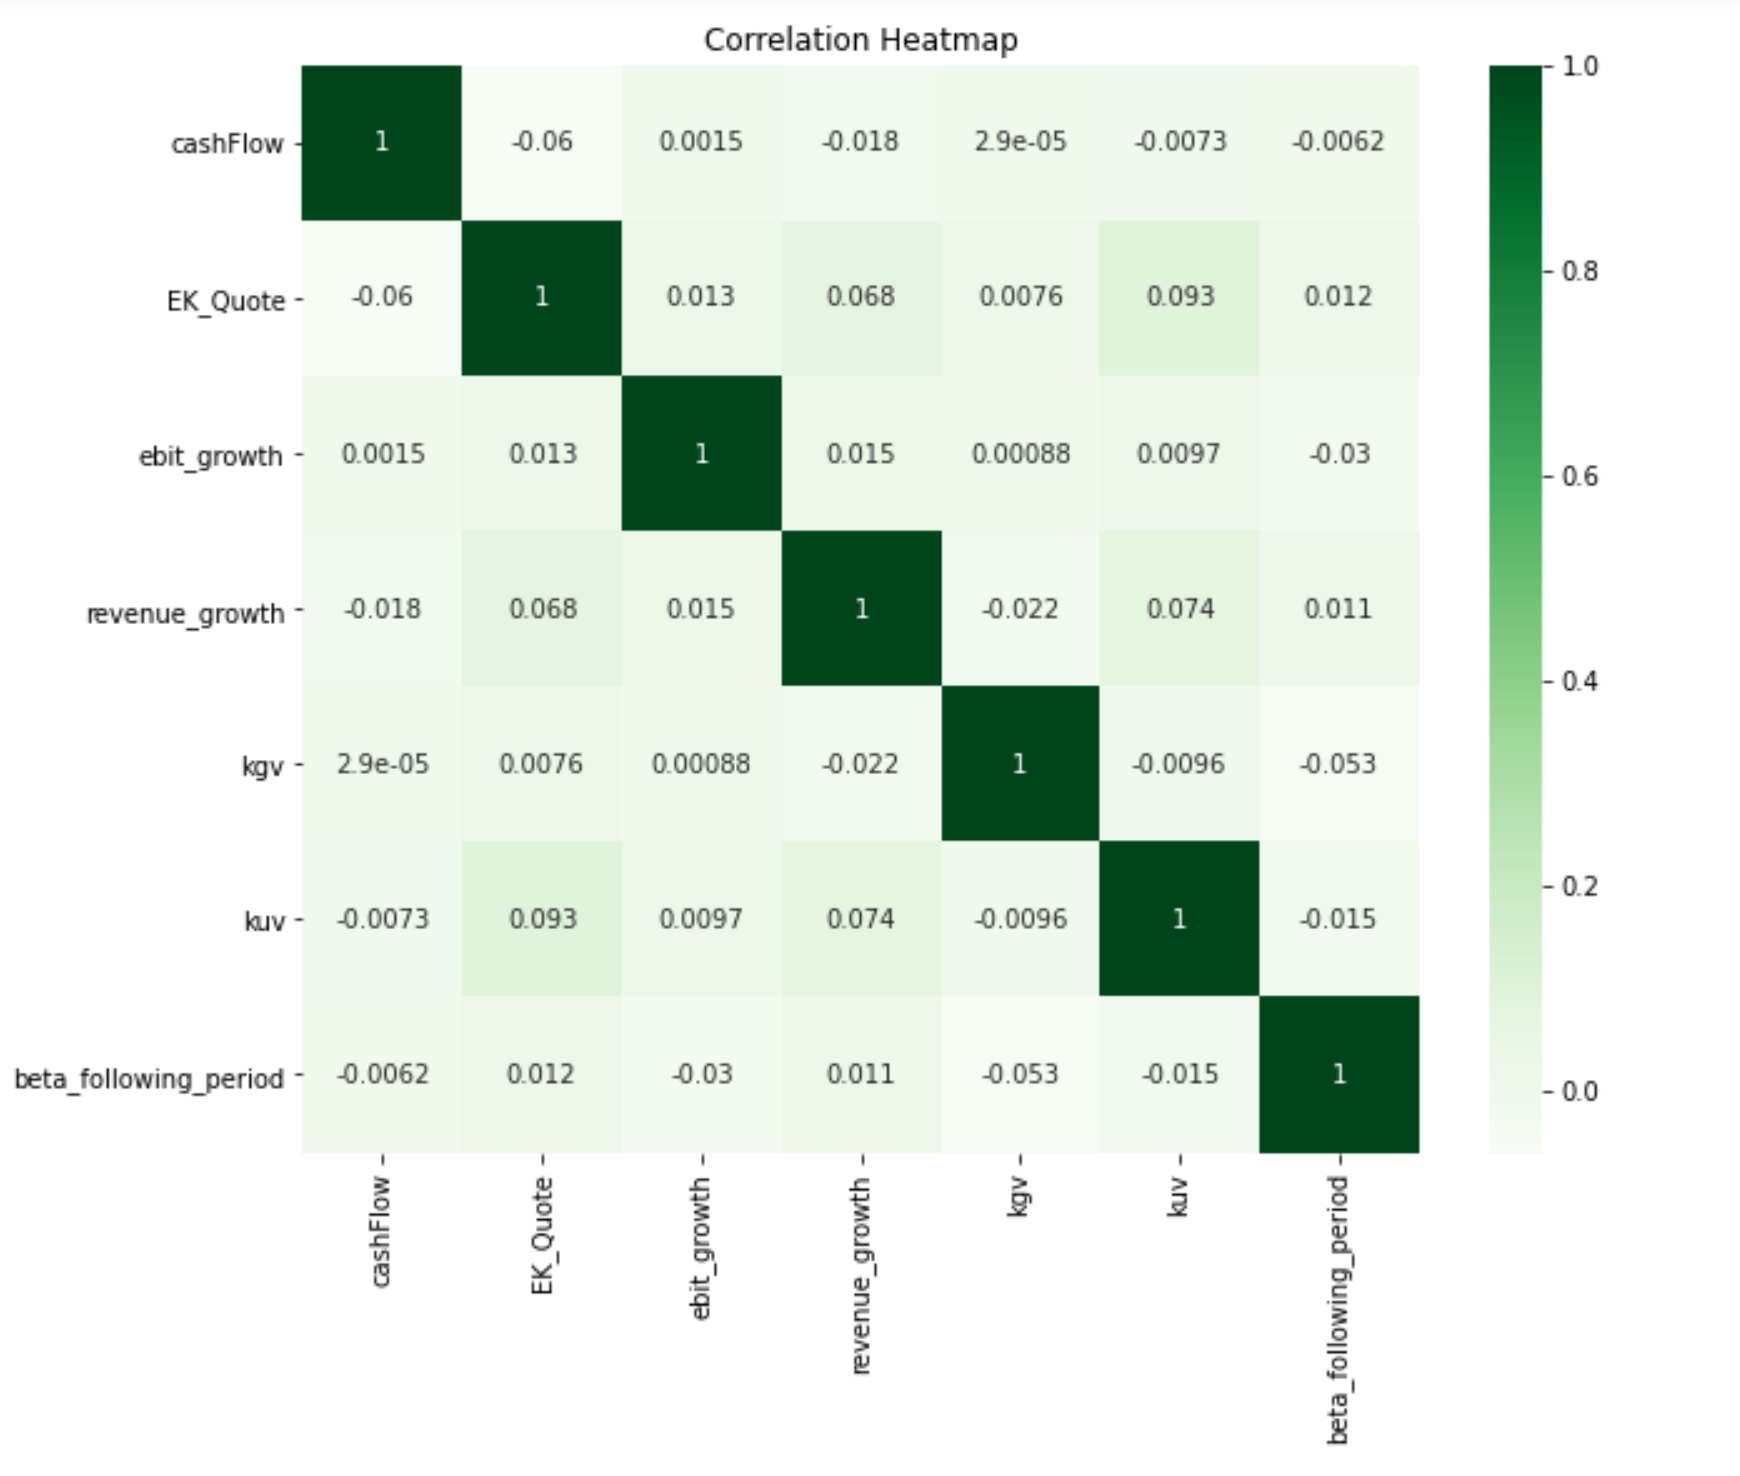 Correlation Heatmap
cashFlow 1 -0.06 0.0015 -0.018 2.9e-05 -0.0073 -0.0062
EK_Quote -0.06 1 0.013 0.068 0.0076 0.093 0.012
ebit_growth 0.0015 0.013 1 0.015 0.00088 0.0097 -0.03
revenue_growth -0.018 0.068 0.015 1 -0.022 0.074 0.011
kgv 2.9e-05 0.0076 0.00088 -0.022 1 -0.0096 -0.053
kuv -0.0073 0.093 0.0097 0.074 -0.0096 1 -0.015
beta_following_period -0.0062 0.012 -0.03 0.011 -0.053 -0.015 1
cashFlow
EK_Quote
ebit_growth
revenue_growth
kgv
kuv
beta_following_period
1.0
0.8
0.6
0.4
0.2
0.0